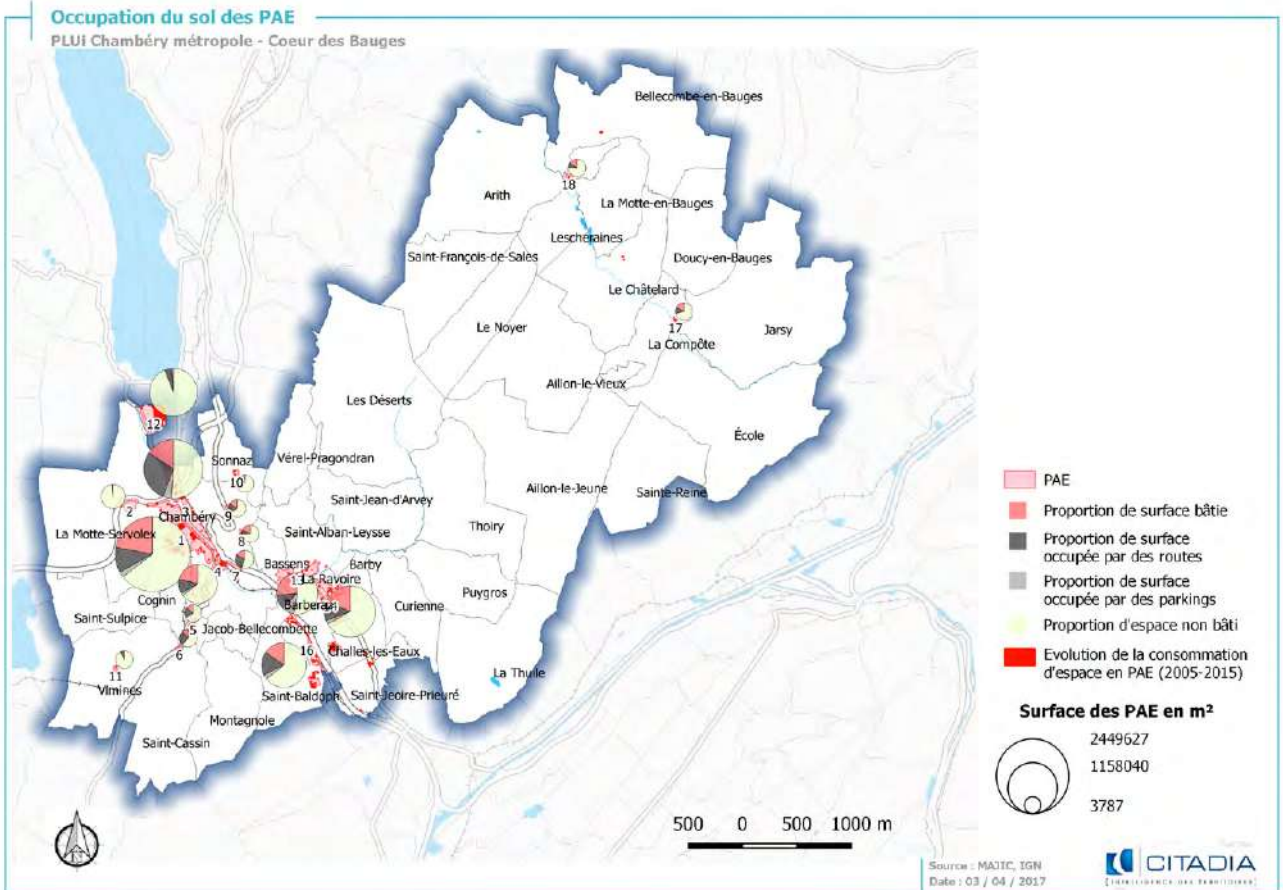 Occupation du sol des PAE
PLUi Chambéry métropole - Coeur des Bauges
Bellecombe-en-Bauges
18
Arith
La Motte-en-Bauges
Lescheraines
Saint-François-de-Sales
Doucy-en-Bauges
Le Châtelard
17
Jarsy
Le Noyer
La Compôte
Aillon-le-Vieux
Les Déserts
12
École
Sonnaz
Vérel-Pragondran
10
Aillon-le-Jeune
Sainte-Reine
2
3
Saint-Jean-d'Arvey
9
Chambéry
Thoiry
La Motte-Servolex
1
8
Saint-Alban-Leysse
4
7
Bassens
Barby
13
La Ravoire
Puygros
Cognin
Barberaz
Curienne
Saint-Sulpice
5
Jacob-Bellecombette
6
16
Challes-les-Eaux
11
Vimines
La Thuile
Saint-Baldoph
Saint-Jeoire-Prieuré
Montagnole
Saint-Cassin
PAE
Proportion de surface bâtie
Proportion de surface
occupée par des routes
Proportion de surface
occupée par des parkings
Proportion d'espace non bâti
Evolution de la consommation
d'espace en PAE (2005-2015)
Surface des PAE en m²
2449627
1158040
3787
500 0 500 1000 m
Source : MAJIC, IGN
Date : 03 / 04 / 2017
CITADIA
[INTELLIGENCE DES TERRITOIRES]